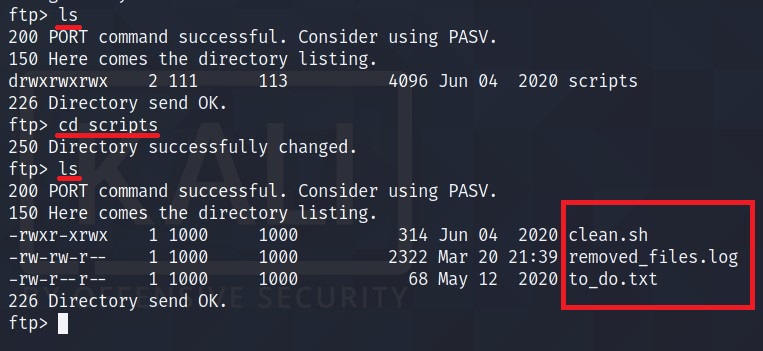 ftp> ls
200 PORT command successful. Consider using PASV.
150 Here comes the directory listing.
drwxrwxrwx    2 111      113          4096 Jun 04  2020 scripts
226 Directory send OK.
ftp> cd scripts
250 Directory successfully changed.
ftp> ls
200 PORT command successful. Consider using PASV.
150 Here comes the directory listing.
-rwxr-xrwx    1 1000     1000          314 Jun 04  2020 clean.sh
-rw-rw-r--    1 1000     1000         2322 Mar 20 21:39 removed_files.log
-rw-r--r--    1 1000     1000           68 May 12  2020 to_do.txt
226 Directory send OK.
ftp>
KALI
BY OFFENSIVE SECURITY